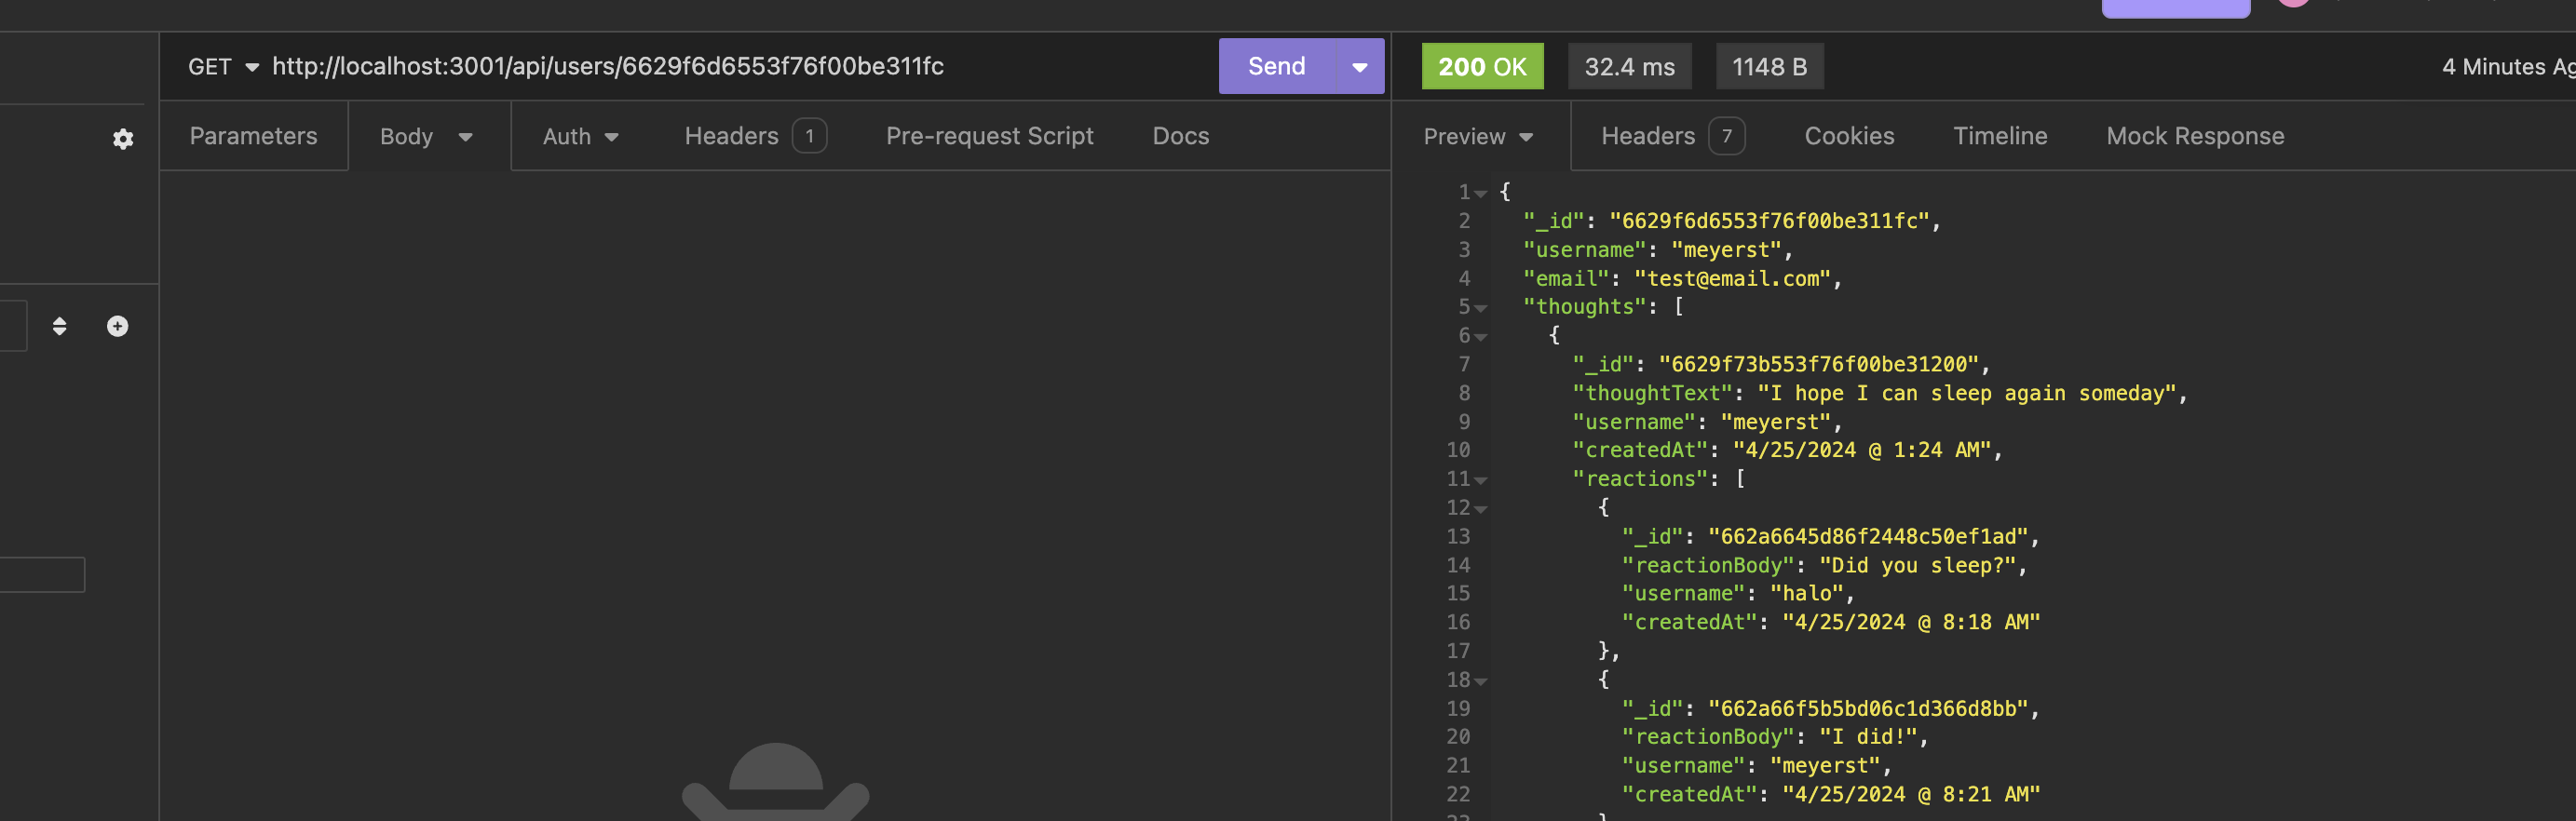 GET http://localhost:3001/api/users/6629f6d6553f76f00be311fc Send
200 OK 32.4 ms 1148 B 4 Minutes Ag
Parameters Body Auth Headers 1 Pre-request Script Docs
Preview Headers 7 Cookies Timeline Mock Response
1 {
2 "_id": "6629f6d6553f76f00be311fc",
3 "username": "meyerst",
4 "email": "test@email.com",
5 "thoughts": [
6 {
7 "_id": "6629f73b553f76f00be31200",
8 "thoughtText": "I hope I can sleep again someday",
9 "username": "meyerst",
10 "createdAt": "4/25/2024 @ 1:24 AM",
11 "reactions": [
12 {
13 "_id": "662a6645d86f2448c50ef1ad",
14 "reactionBody": "Did you sleep?",
15 "username": "halo",
16 "createdAt": "4/25/2024 @ 8:18 AM"
17 },
18 {
19 "_id": "662a66f5b5bd06c1d366d8bb",
20 "reactionBody": "I did!",
21 "username": "meyerst",
22 "createdAt": "4/25/2024 @ 8:21 AM"